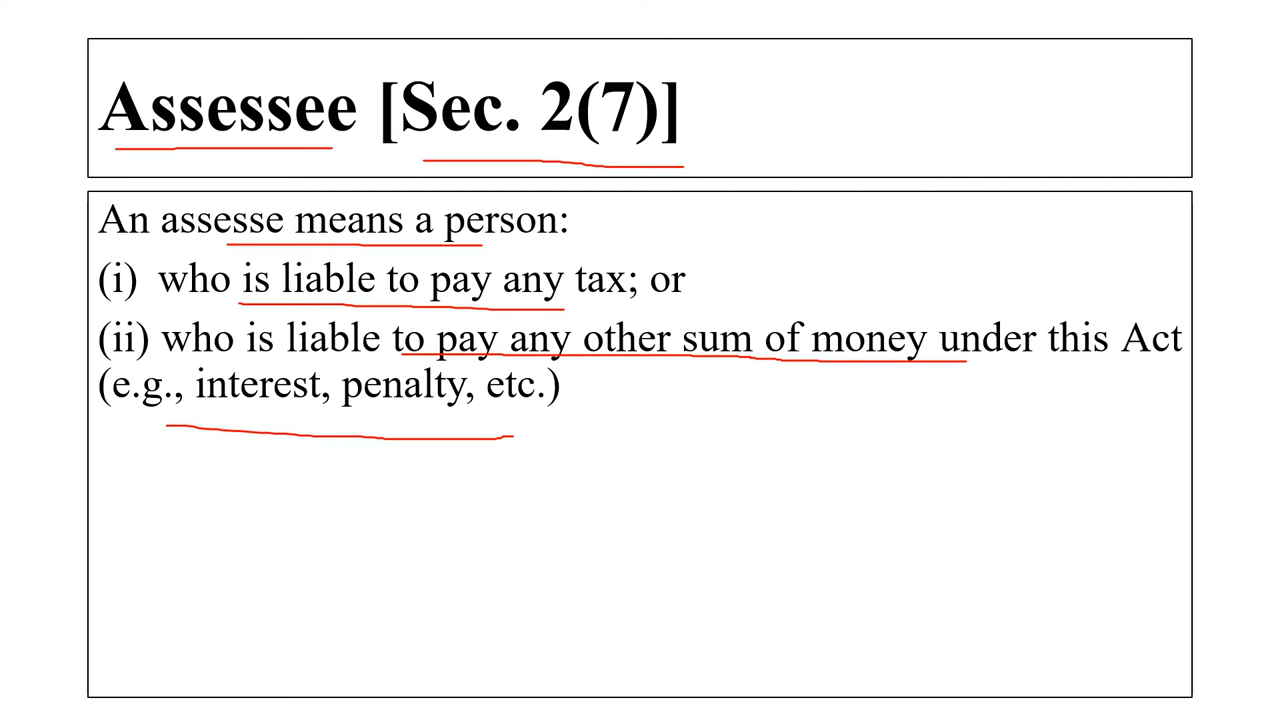 Assessee [Sec. 2(7)]
An assesse means a person:
(i) who is liable to pay any tax; or
(ii) who is liable to pay any other sum of money under this Act
(e.g., interest, penalty, etc.)